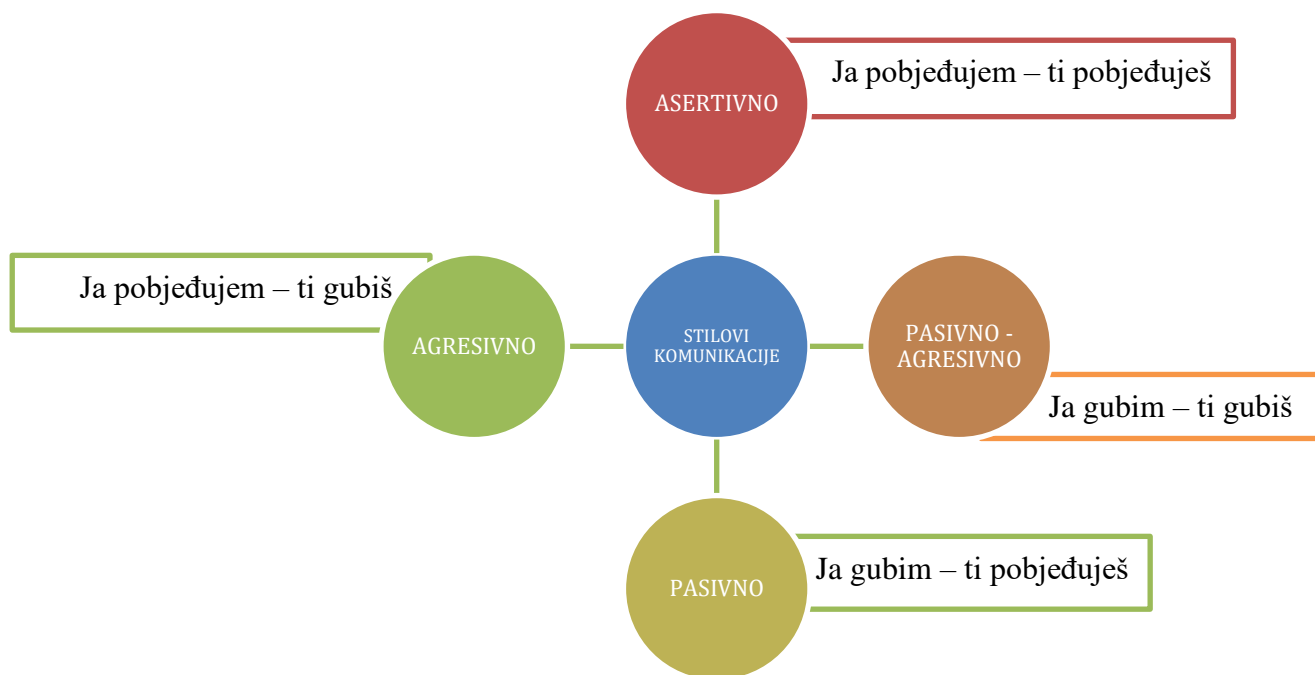 Ja pobjeđujem – ti pobjeđuješ
ASERTIVNO
Ja pobjeđujem – ti gubiš
AGRESIVNO
STILOVI
KOMUNIKACIJE
PASIVNO -
AGRESIVNO
Ja gubim – ti gubiš
PASIVNO
Ja gubim – ti pobjeđuješ